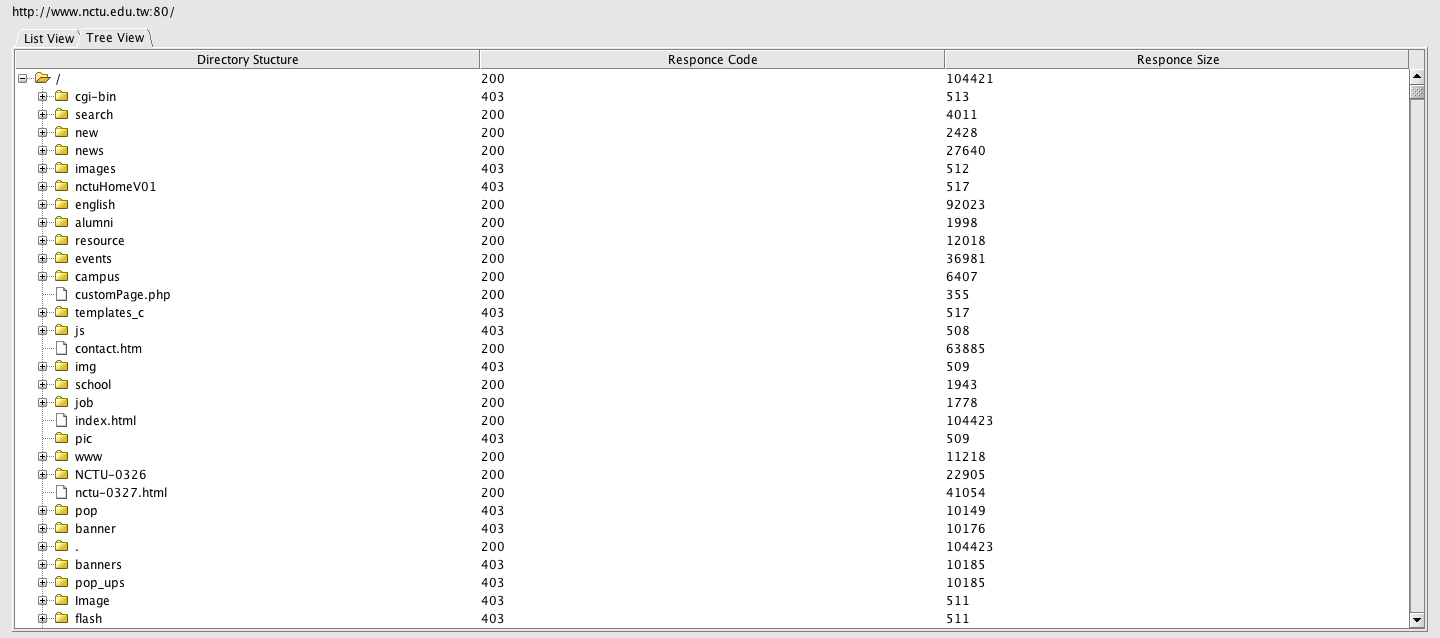 http://www.nctu.edu.tw:80/
List View Tree View
Directory Stucture Responce Code Responce Size
/ 200 104421
cgi-bin 403 513
search 200 4011
new 200 2428
news 200 27640
images 403 512
nctuHomeV01 403 517
english 200 92023
alumni 200 1998
resource 200 12018
events 200 36981
campus 200 6407
customPage.php 200 355
templates_c 403 517
js 403 508
contact.htm 200 63885
img 403 509
school 200 1943
job 200 1778
index.html 200 104423
pic 403 509
www 200 11218
NCTU-0326 200 22905
nctu-0327.html 200 41054
pop 403 10149
banner 403 10176
. 200 104423
banners 403 10185
pop_ups 403 10185
Image 403 511
flash 403 511